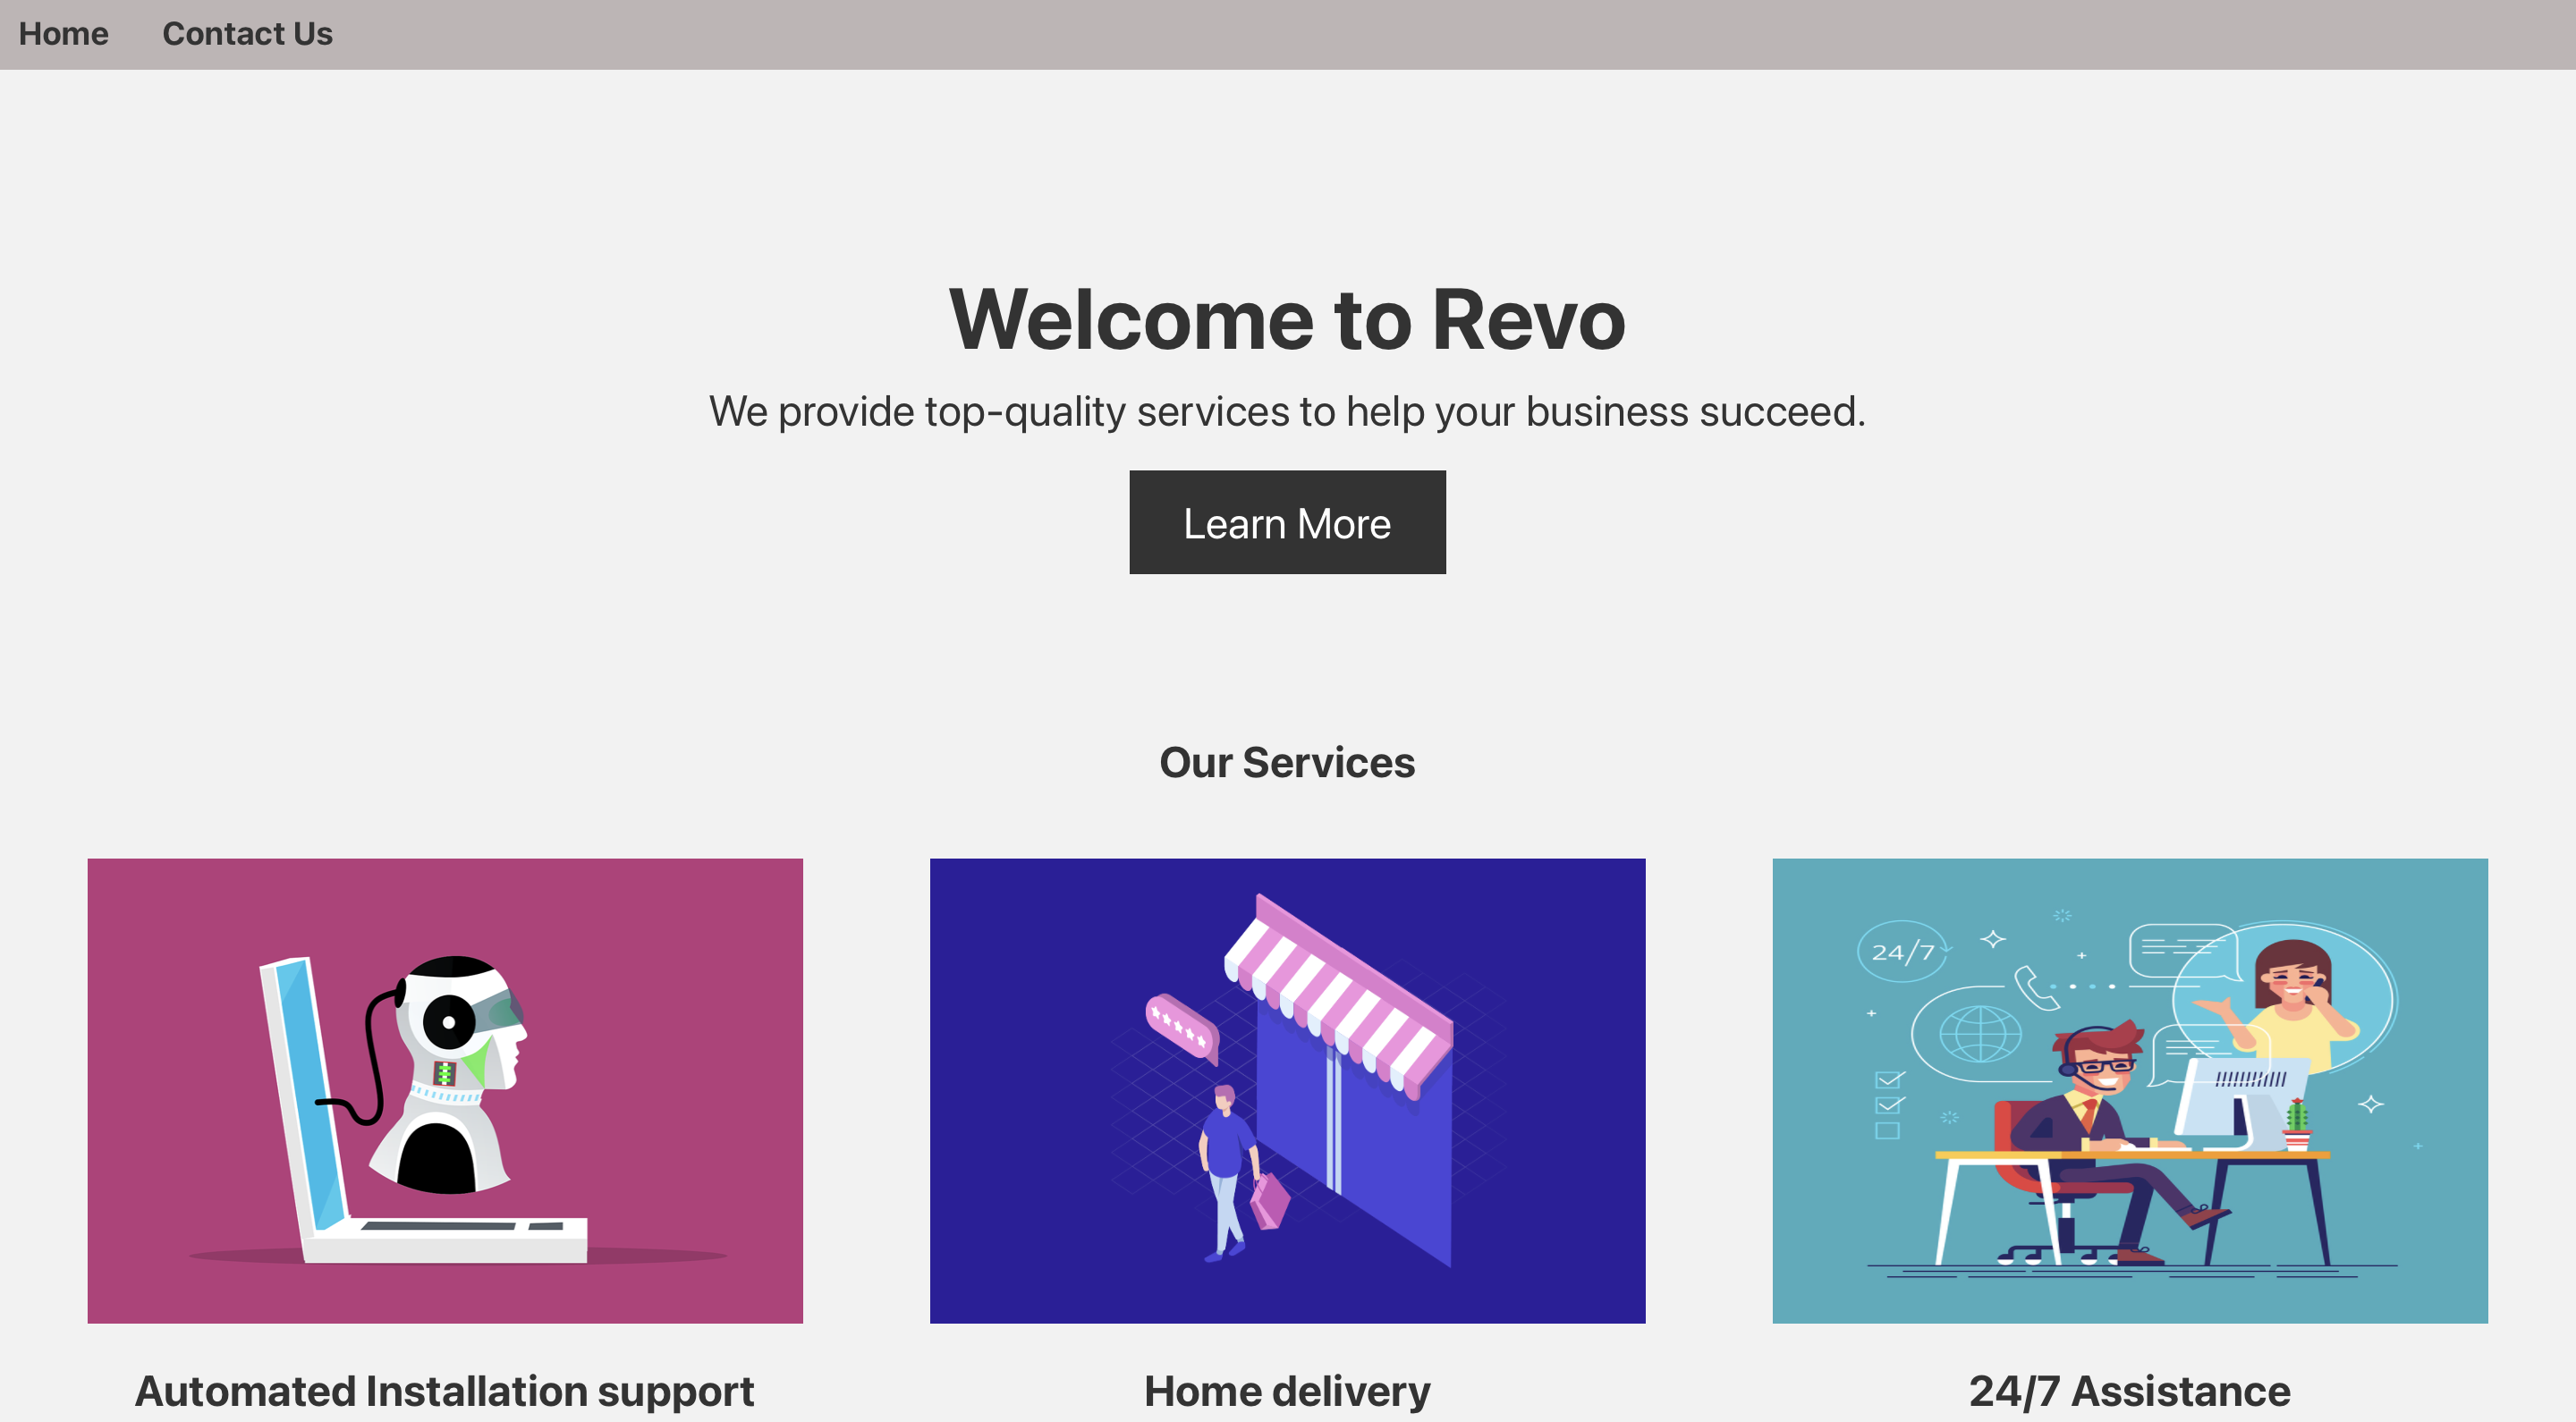 Home Contact Us
Welcome to Revo
We provide top-quality services to help your business succeed.
Learn More
Our Services
24/7
Automated Installation support
Home delivery
24/7 Assistance